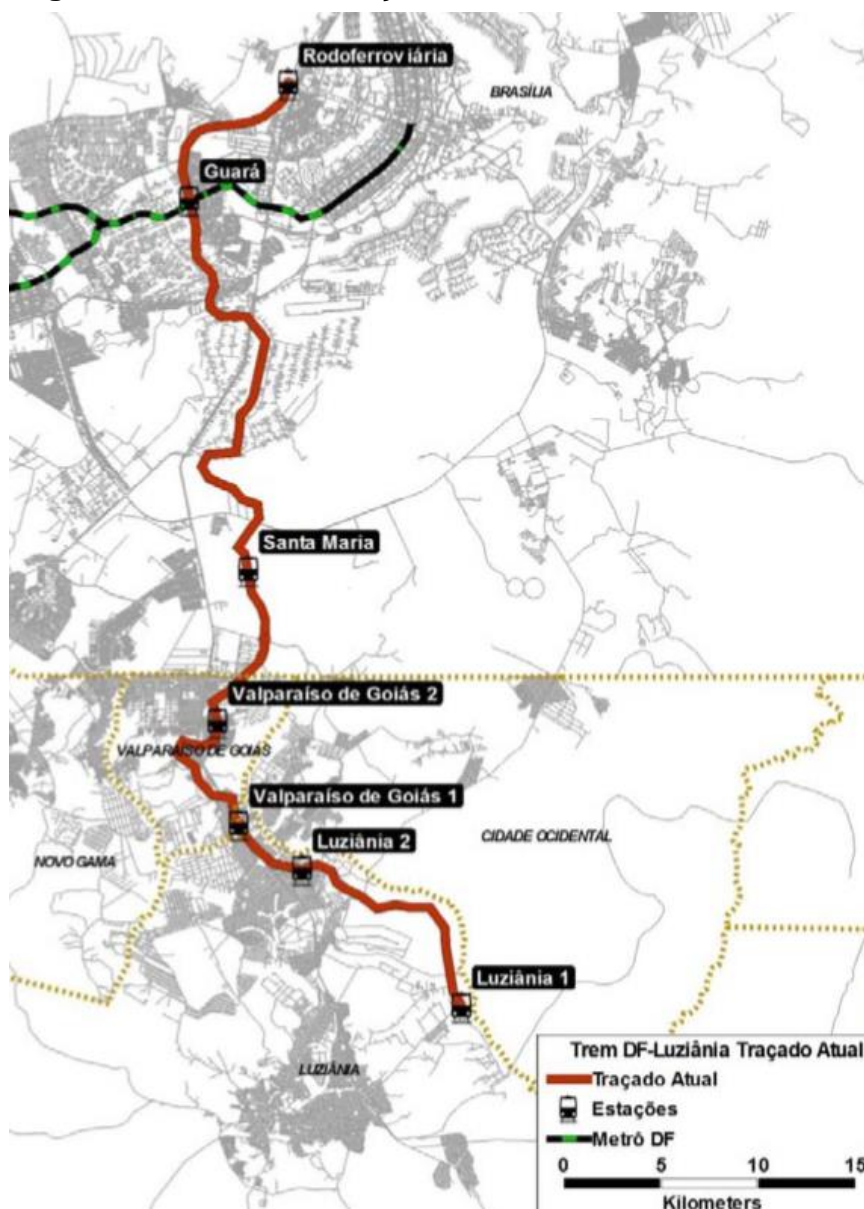 Rodoferroviária
BRASÍLIA
Guará
Santa Maria
Valparaíso de Goiás 2
VALPARAÍSO DE GOIÁS
Valparaíso de Goiás 1
Luziânia 2
CIDADE OCIDENTAL
NOVO GAMA
Luziânia 1
LUZIÂNIA
Trem DF-Luziânia Traçado Atual
Traçado Atual
Estações
Metrô DF
0 5 10 15
Kilometers